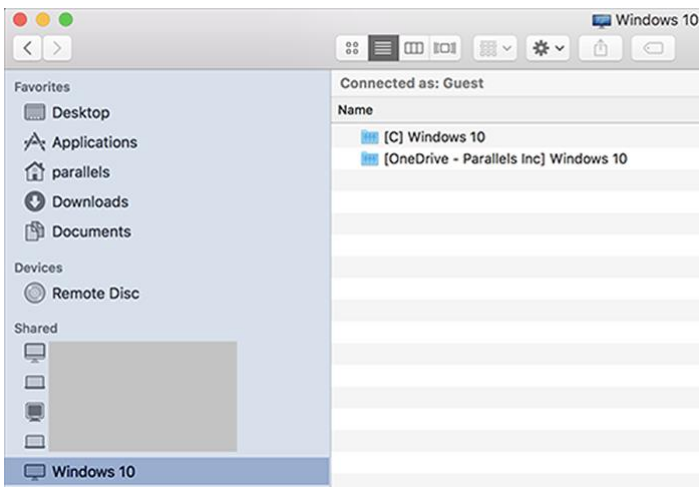 Windows 10
Favorites
Desktop
Applications
parallels
Downloads
Documents
Devices
Remote Disc
Shared
Windows 10
Connected as: Guest
Name
[C] Windows 10
[OneDrive - Parallels Inc] Windows 10